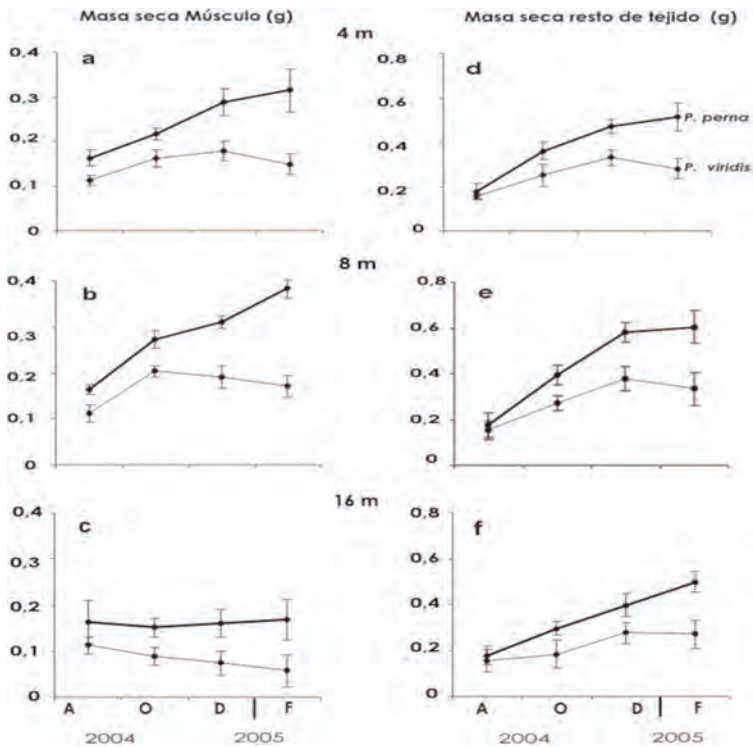 Masa seca Músculo (g) Masa seca resto de tejido (g)
4 m
a
0,4
0,3
0,2
0,1
0
d
0,8
0,6
0,4
0,2
0
P. perna
P. viridis
8 m
b
0,4
0,3
0,2
0,1
0
e
0,8
0,6
0,4
0,2
0
16 m
c
0,4
0,3
0,2
0,1
0
A O D F
2004 2005
f
0,8
0,6
0,4
0,2
0
A O D F
2004 2005